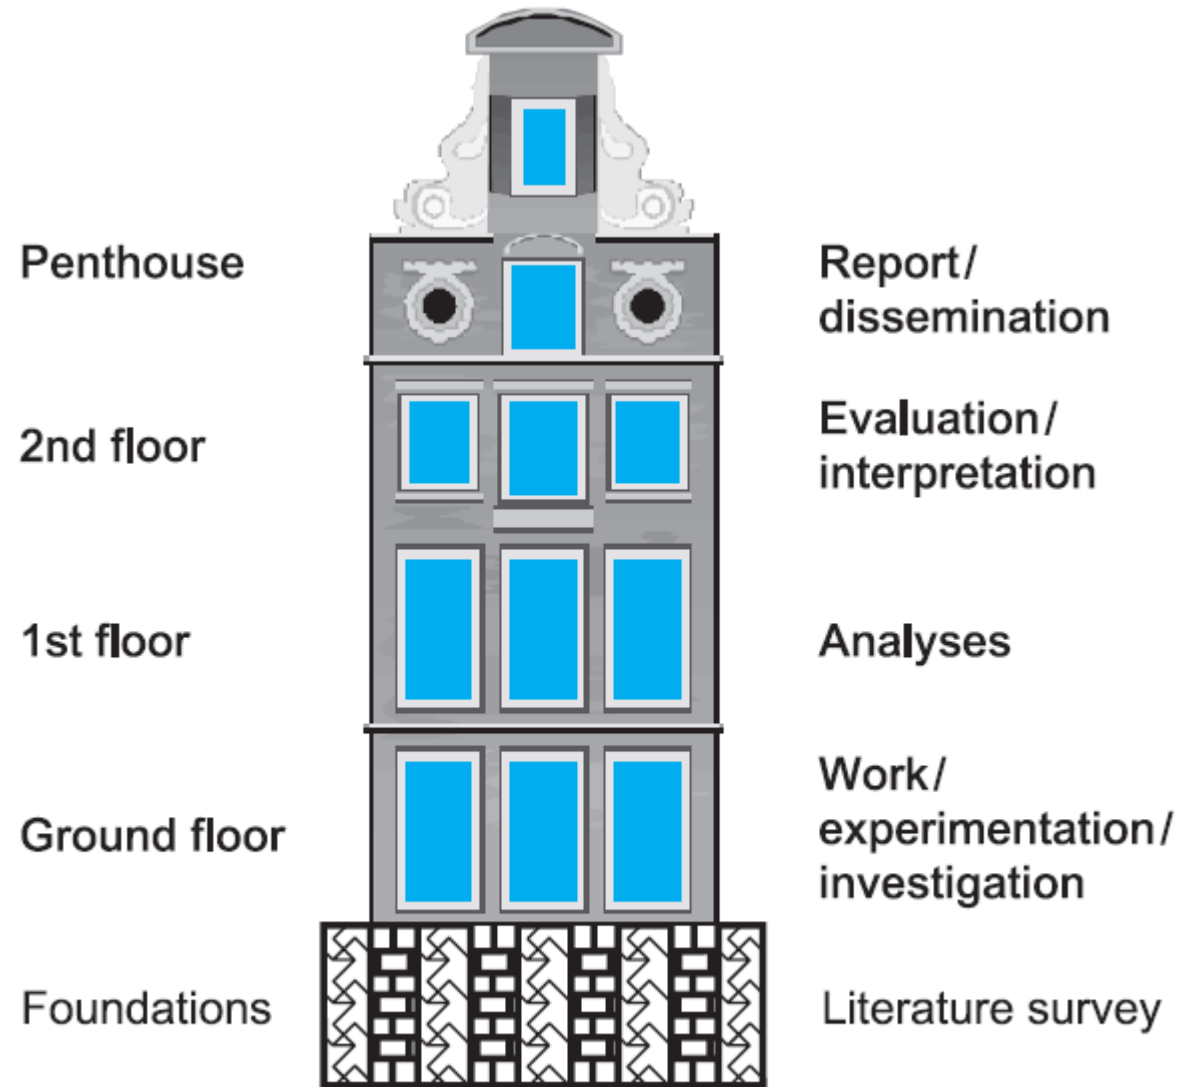 Penthouse
Report/
dissemination
2nd floor
Evaluation/
interpretation
1st floor
Analyses
Ground floor
Work/
experimentation/
investigation
Foundations
Literature survey